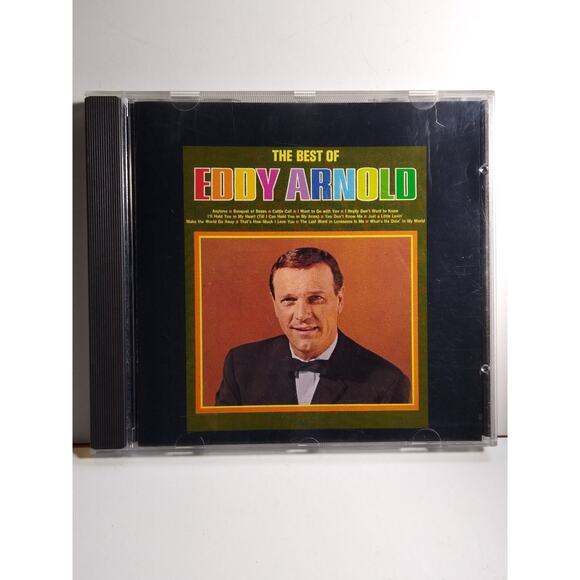 THE BEST OF
EDDY ARNOLD
Anytime ¤ Bouquet of Roses ¤ Cattle Call ¤ I Want to Go with You ¤ I Really Don't Want to Know
I'll Hold You in My Heart (Till I Can Hold You in My Arms) ¤ You Don't Know Me ¤ Just a Little Lovin'
Make the World Go Away ¤ That's How Much I Love You ¤ The Last Word in Lonesome Is Me ¤ What's He Doin' in My World